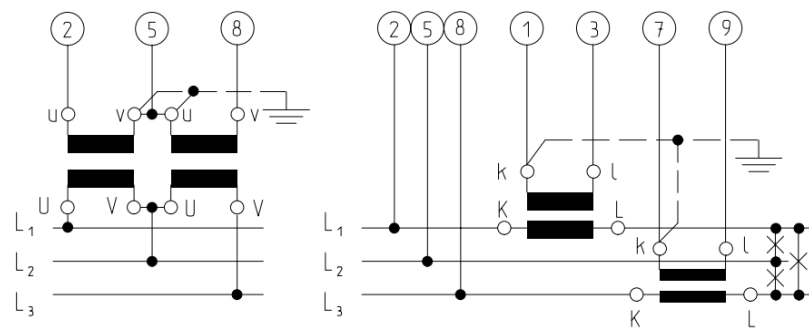 2 5 8 2 5 8 1 3 7 9
u v u v
k l
U V U V
K L
L1 L1
k l
L2 L2
L3 L3
K L